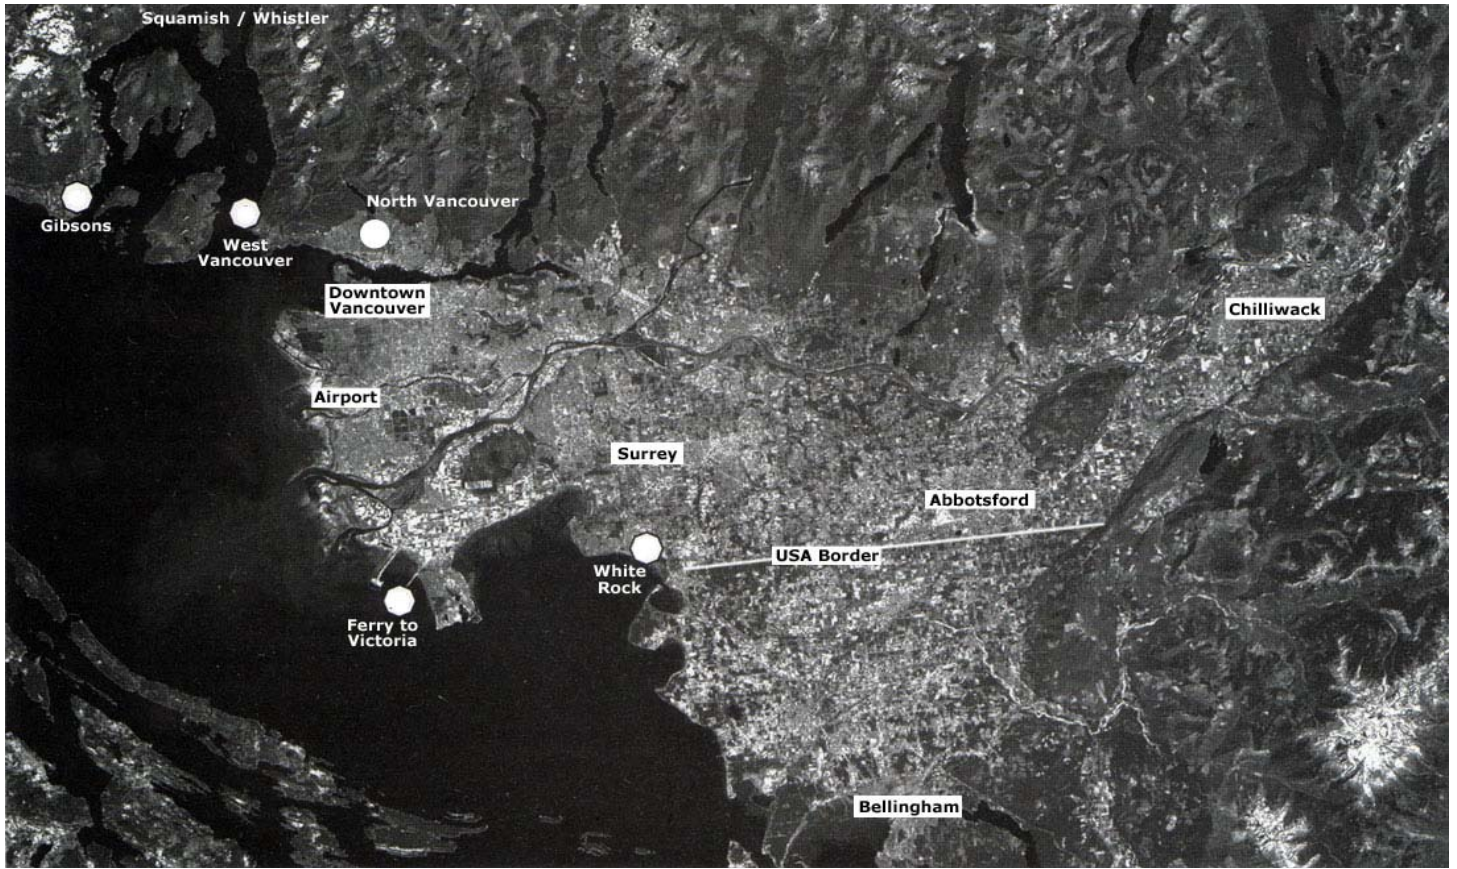 Squamish / Whistler
North Vancouver
Gibsons
West
Vancouver
Downtown
Vancouver
Chilliwack
Airport
Surrey
Abbotsford
USA Border
White
Rock
Ferry to
Victoria
Bellingham